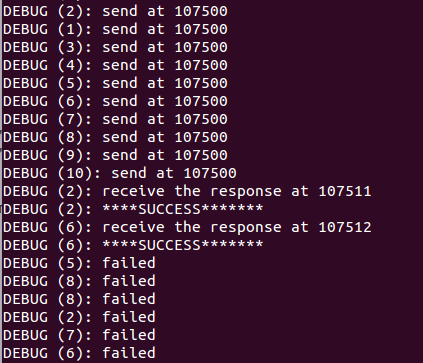 DEBUG (2): send at 107500
DEBUG (1): send at 107500
DEBUG (3): send at 107500
DEBUG (4): send at 107500
DEBUG (5): send at 107500
DEBUG (6): send at 107500
DEBUG (7): send at 107500
DEBUG (8): send at 107500
DEBUG (9): send at 107500
DEBUG (10): send at 107500
DEBUG (2): receive the response at 107511
DEBUG (2): ****SUCCESS*******
DEBUG (6): receive the response at 107512
DEBUG (6): ****SUCCESS*******
DEBUG (5): failed
DEBUG (8): failed
DEBUG (8): failed
DEBUG (2): failed
DEBUG (7): failed
DEBUG (6): failed